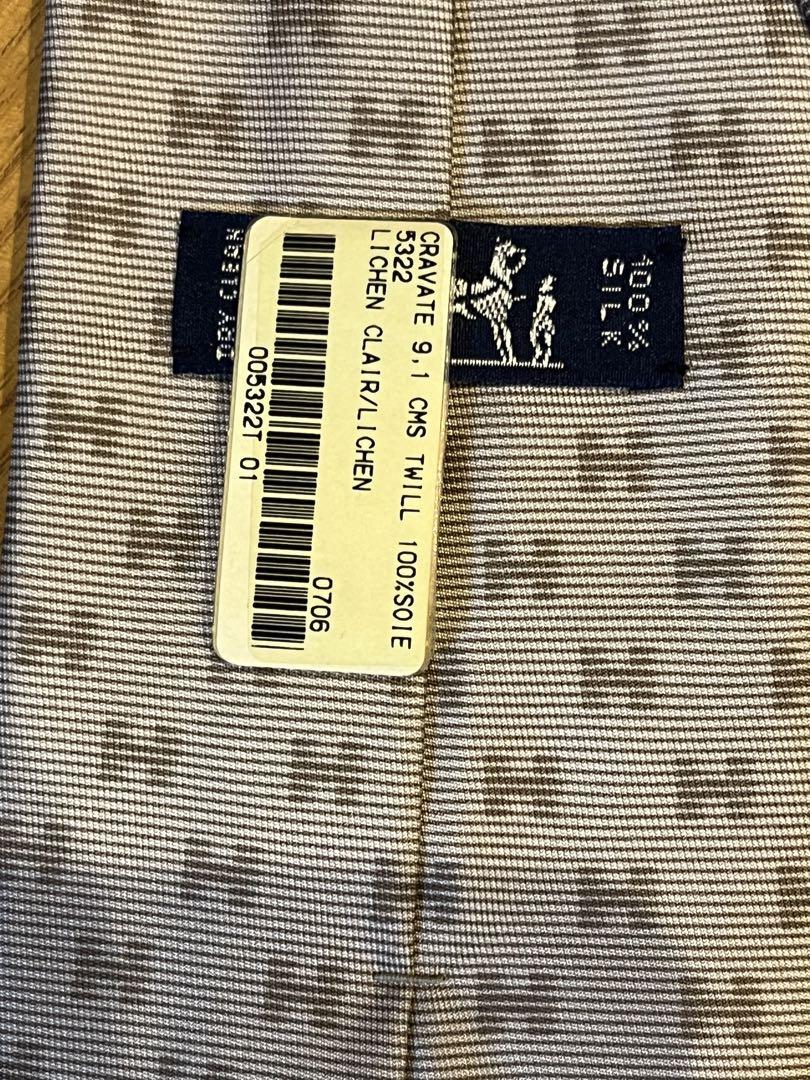 CRAVATE 9,1 CMS TWILL 100%SOIE
5322
LICHEN CLAIR/LICHEN
0706
005322T 01
100%
SILK